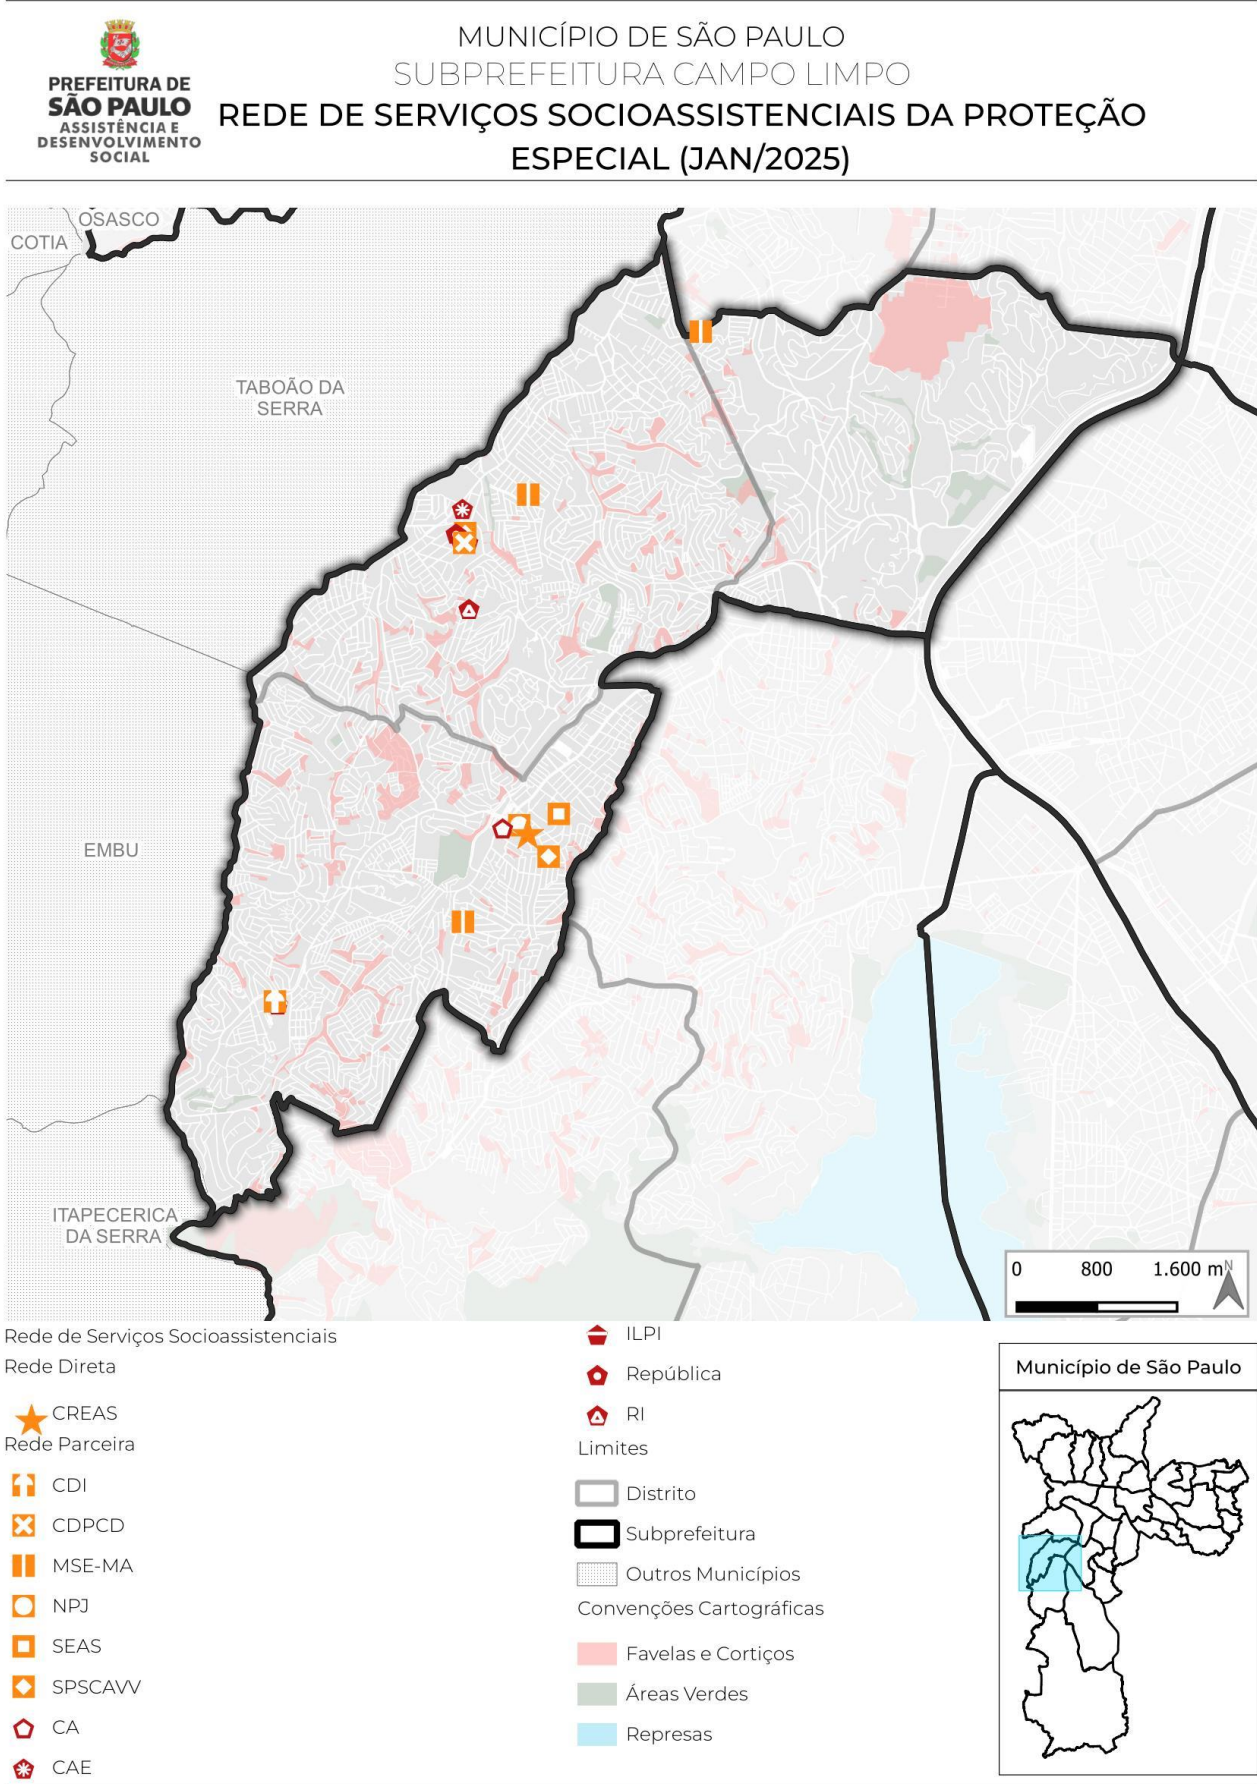 PREFEITURA DE
SÃO PAULO
ASSISTÊNCIA E
DESENVOLVIMENTO
SOCIAL
MUNICÍPIO DE SÃO PAULO
SUBPREFEITURA CAMPO LIMPO
REDE DE SERVIÇOS SOCIOASSISTENCIAIS DA PROTEÇÃO
ESPECIAL (JAN/2025)
OSASCO
COTIA
TABOÃO DA
SERRA
EMBU
ITAPECERICA
DA SERRA
0 800 1.600 m
N
Rede de Serviços Socioassistenciais
Rede Direta
CREAS
Rede Parceira
CDI
CDPCD
MSE-MA
NPJ
SEAS
SPSCAVV
CA
CAE
ILPI
República
RI
Limites
Distrito
Subprefeitura
Outros Municípios
Convenções Cartográficas
Favelas e Cortiços
Áreas Verdes
Represas
Município de São Paulo